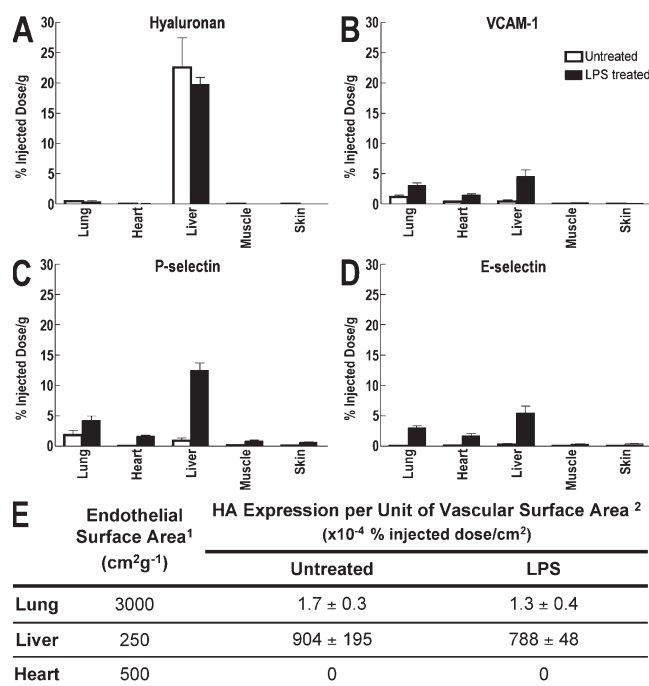 A
Hyaluronan
% Injected Dose/g
30
25
20
15
10
5
0
Lung
Heart
Liver
Muscle
Skin
B
VCAM-1
Untreated
LPS treated
% Injected Dose/g
30
25
20
15
10
5
0
Lung
Heart
Liver
Muscle
Skin
C
P-selectin
% Injected Dose/g
30
25
20
15
10
5
0
Lung
Heart
Liver
Muscle
Skin
D
E-selectin
% Injected Dose/g
30
25
20
15
10
5
0
Lung
Heart
Liver
Muscle
Skin
E
Endothelial
Surface Area¹
(cm²g⁻¹)
HA Expression per Unit of Vascular Surface Area ²
(x10⁻⁴ % injected dose/cm²)
Untreated LPS
Lung 3000 1.7 ± 0.3 1.3 ± 0.4
Liver 250 904 ± 195 788 ± 48
Heart 500 0 0